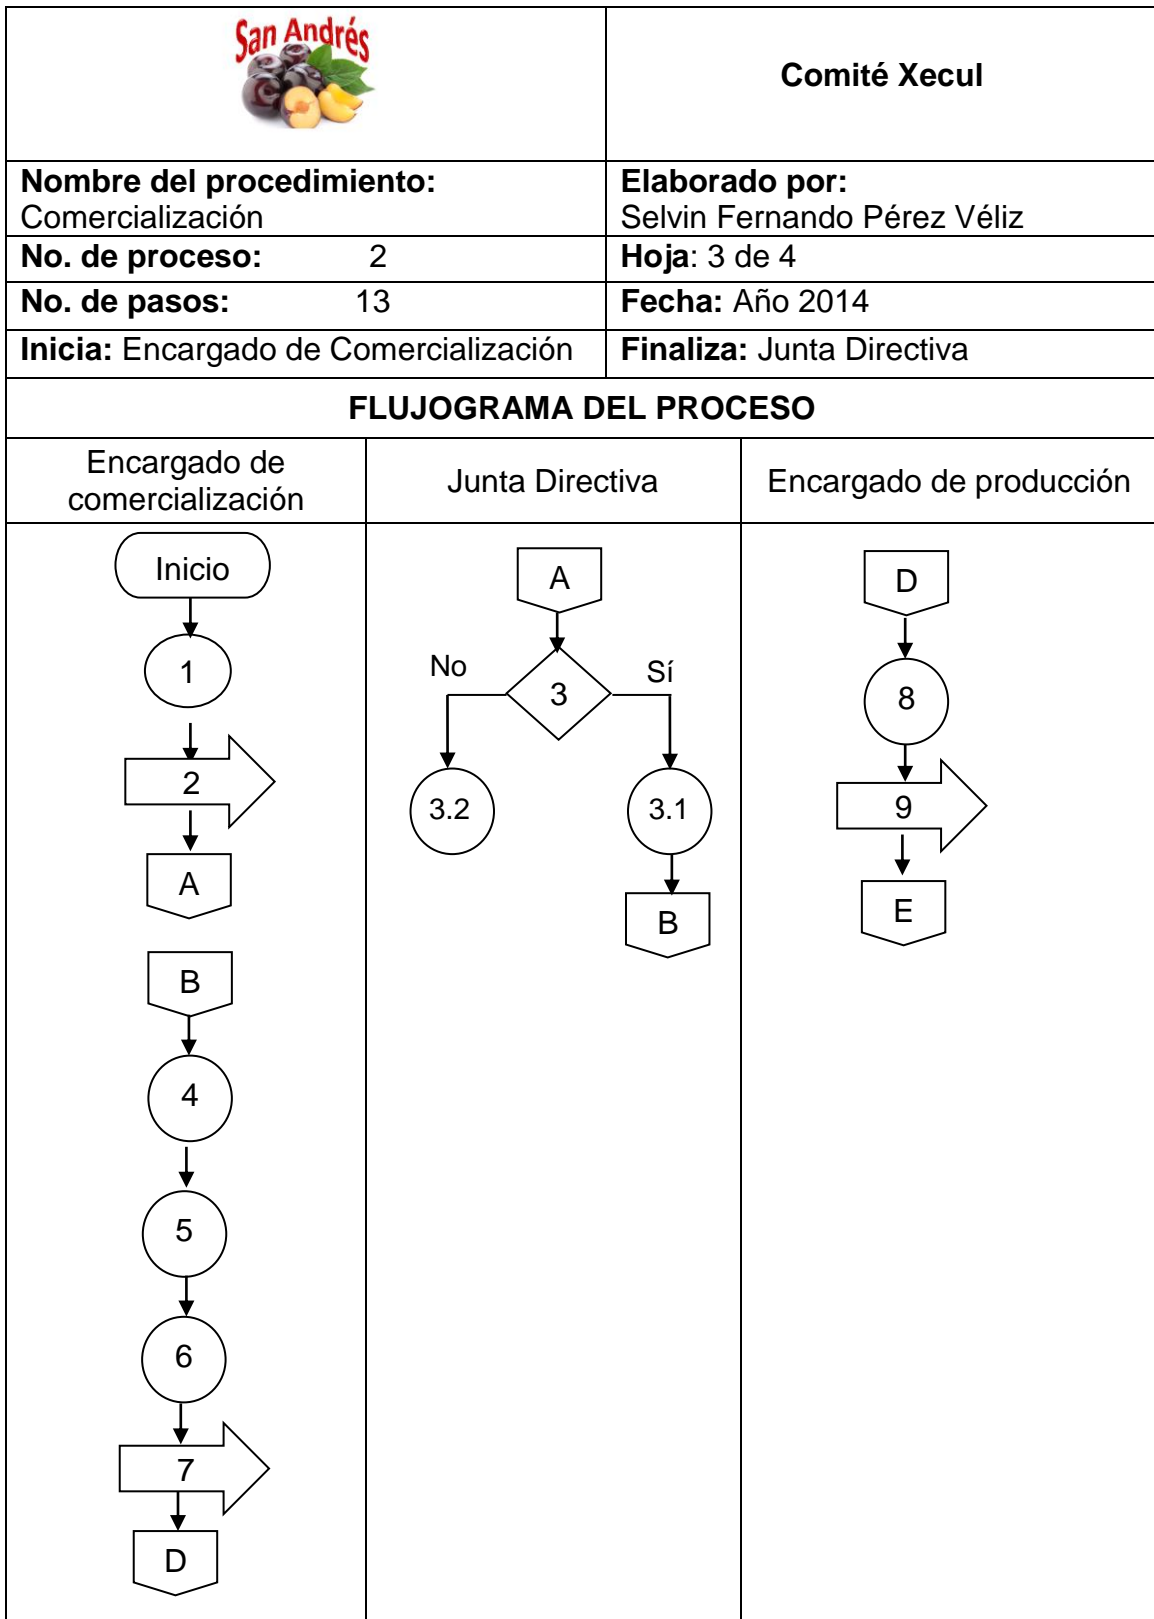 San Andrés
Comité Xecul
Nombre del procedimiento:
Comercialización
Elaborado por:
Selvin Fernando Pérez Véliz
No. de proceso: 2
Hoja: 3 de 4
No. de pasos: 13
Fecha: Año 2014
Inicia: Encargado de Comercialización
Finaliza: Junta Directiva
FLUJOGRAMA DEL PROCESO
Encargado de
comercialización
Junta Directiva
Encargado de producción
Inicio
1
2
A
B
4
5
6
7
D
A
No
Sí
3
3.2
3.1
B
D
8
9
E